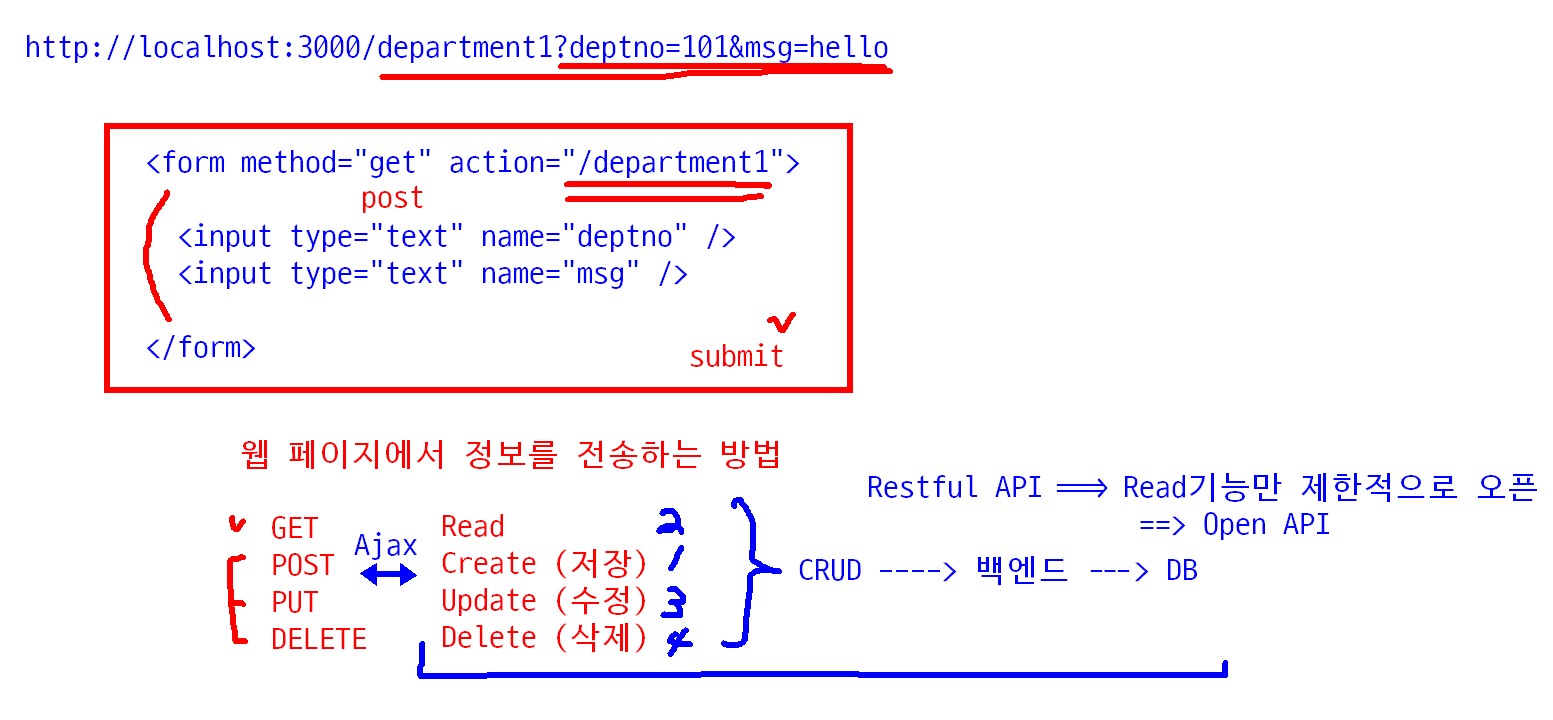 http://localhost:3000/department1?deptno=101&msg=hello
<form method="get" action="/department1">
post
<input type="text" name="deptno" />
<input type="text" name="msg" />
</form>
submit
웹 페이지에서 정보를 전송하는 방법
Restful API ==> Read기능만 제한적으로 오픈
==> Open API
GET Read 2
POST Ajax Create (저장) 1
PUT Update (수정) 3
DELETE Delete (삭제) 4
CRUD ----> 백엔드 ---> DB